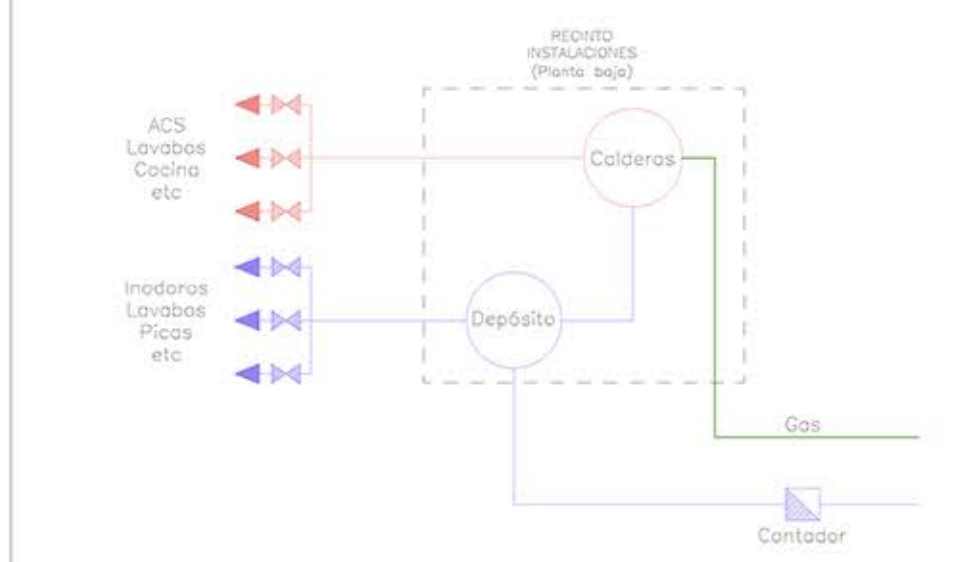 RECINTO
INSTALACIONES
(Planta baja)
ACS
Lavabos
Cocina
etc
Calderas
Inodoros
Lavabos
Picas
etc
Depósito
Gas
Contador